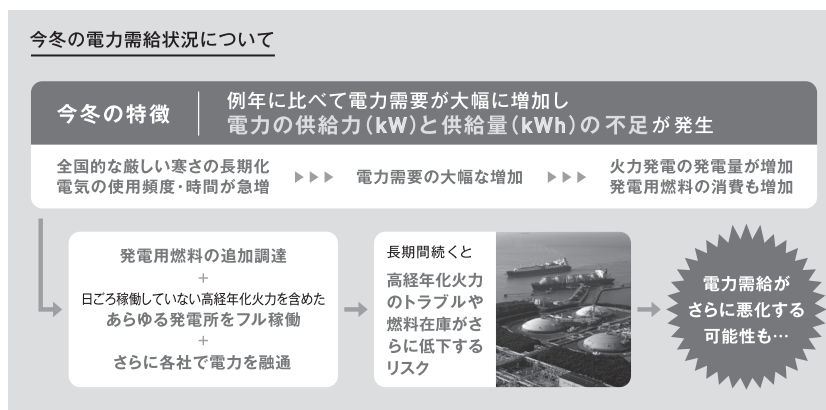 今冬の電力需給状況について
今冬の特徴
例年に比べて電力需要が大幅に増加し
電力の供給力(kW)と供給量(kWh)の不足が発生
全国的な厳しい寒さの長期化
電気の使用頻度・時間が急増
▶▶▶
電力需要の大幅な増加
▶▶▶
火力発電の発電量が増加
発電用燃料の消費も増加
発電用燃料の追加調達
+
日ごろ稼働していない高経年化火力を含めた
あらゆる発電所をフル稼働
+
さらに各社で電力を融通
長期間続くと
高経年化火力
のトラブルや
燃料在庫がさ
らに低下する
リスク
電力需給が
さらに悪化する
可能性も…